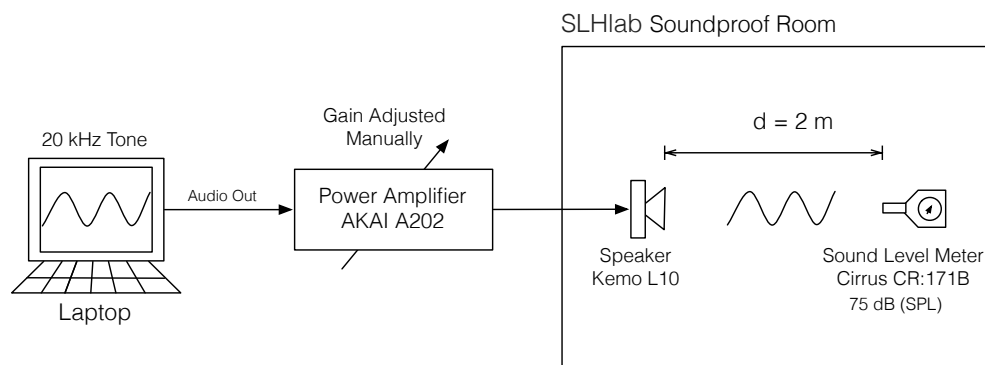 SLHlab Soundproof Room
Gain Adjusted
Manually
d = 2 m
20 kHz Tone
Audio Out
Power Amplifier
AKAI A202
Speaker
Kemo L10
Sound Level Meter
Cirrus CR:171B
75 dB (SPL)
Laptop